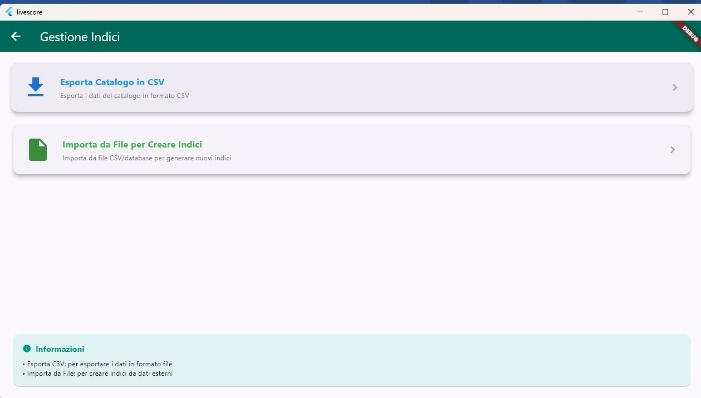 livescore
Gestione Indici
DEBUG
Esporta Catalogo in CSV
Esporta i dati del catalogo in formato CSV
Importa da File per Creare Indici
Importa da file CSV/database per generare nuovi indici
Informazioni
• Esporta CSV: per esportare i dati in formato file
• Importa da File: per creare indici da dati esterni